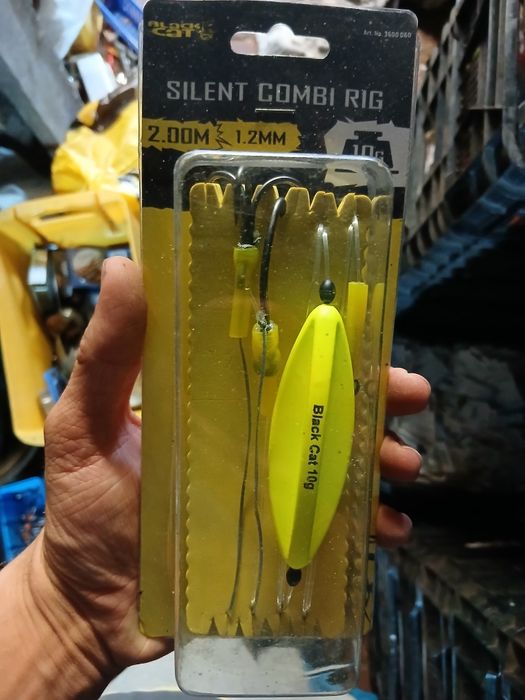 BLACK CAT
Art. No. 3600 060
SILENT COMBI RIG
2.00M 1.2MM 10g
Black Cat 10g